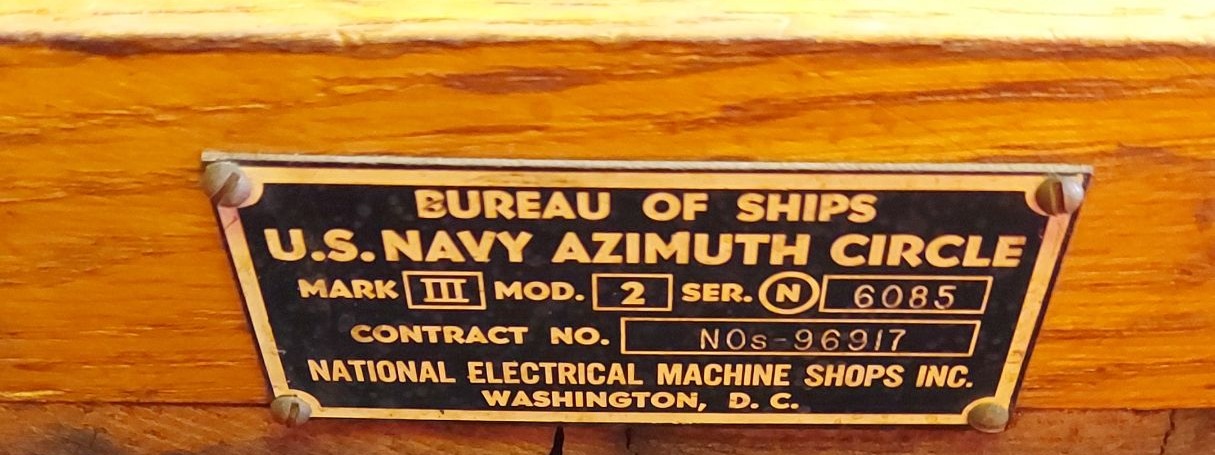 BUREAU OF SHIPS
U.S. NAVY AZIMUTH CIRCLE
MARK III MOD. 2 SER. N 6085
CONTRACT NO. NOs-96917
NATIONAL ELECTRICAL MACHINE SHOPS INC.
WASHINGTON, D. C.